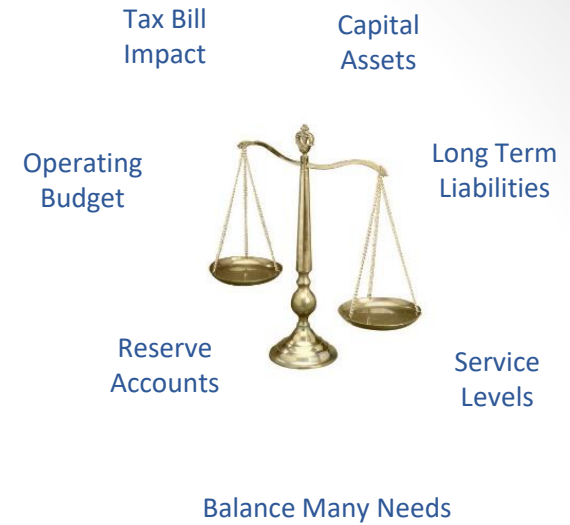 Tax Bill
Impact
Capital
Assets
Operating
Budget
Long Term
Liabilities
Reserve
Accounts
Service
Levels
Balance Many Needs